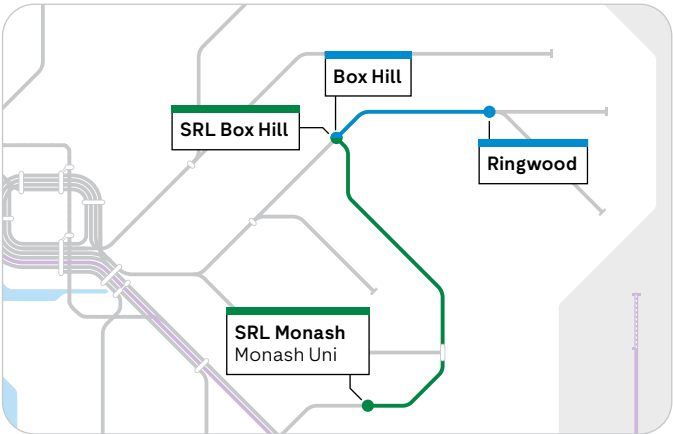 Box Hill
SRL Box Hill
Ringwood
SRL Monash
Monash Uni